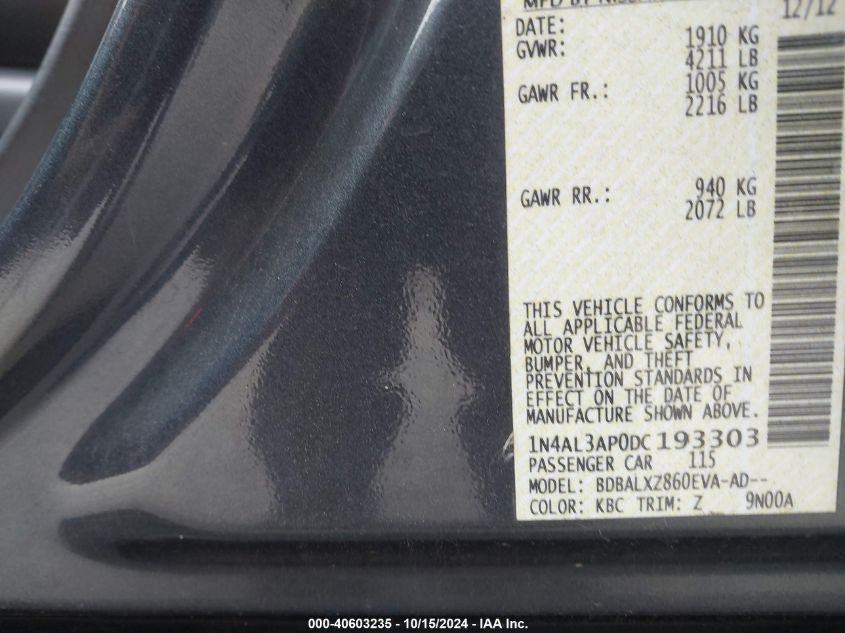 12/12
DATE:
GVWR: 1910 KG
4211 LB
GAWR FR.: 1005 KG
2216 LB
GAWR RR.: 940 KG
2072 LB
THIS VEHICLE CONFORMS TO
ALL APPLICABLE FEDERAL
MOTOR VEHICLE SAFETY,
BUMPER, AND THEFT
PREVENTION STANDARDS IN
EFFECT ON THE DATE OF
MANUFACTURE SHOWN ABOVE.
1N4AL3AP0DC193303
PASSENGER CAR 115
MODEL: BDBALXZ860EVA-AD--
COLOR: KBC TRIM: Z 9N00A
000-40603235 - 10/15/2024 - IAA Inc.